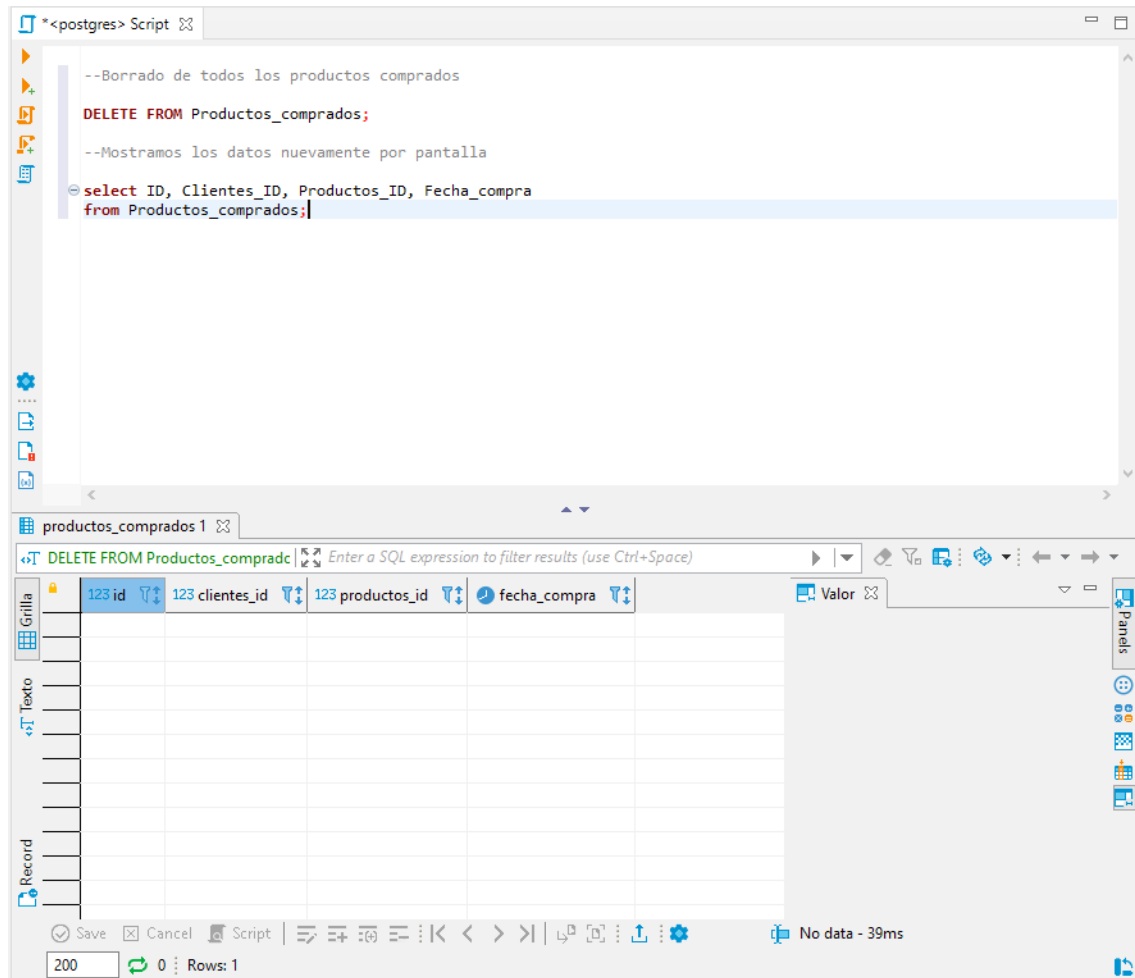 *<postgres> Script
--Borrado de todos los productos comprados
DELETE FROM Productos_comprados;
--Mostramos los datos nuevamente por pantalla
select ID, Clientes_ID, Productos_ID, Fecha_compra
from Productos_comprados;
productos_comprados 1
DELETE FROM Productos_compradc Enter a SQL expression to filter results (use Ctrl+Space)
Grilla
Texto
Record
123 id 123 clientes_id 123 productos_id fecha_compra
Valor
Panels
Save Cancel Script
No data - 39ms
200 0 Rows: 1